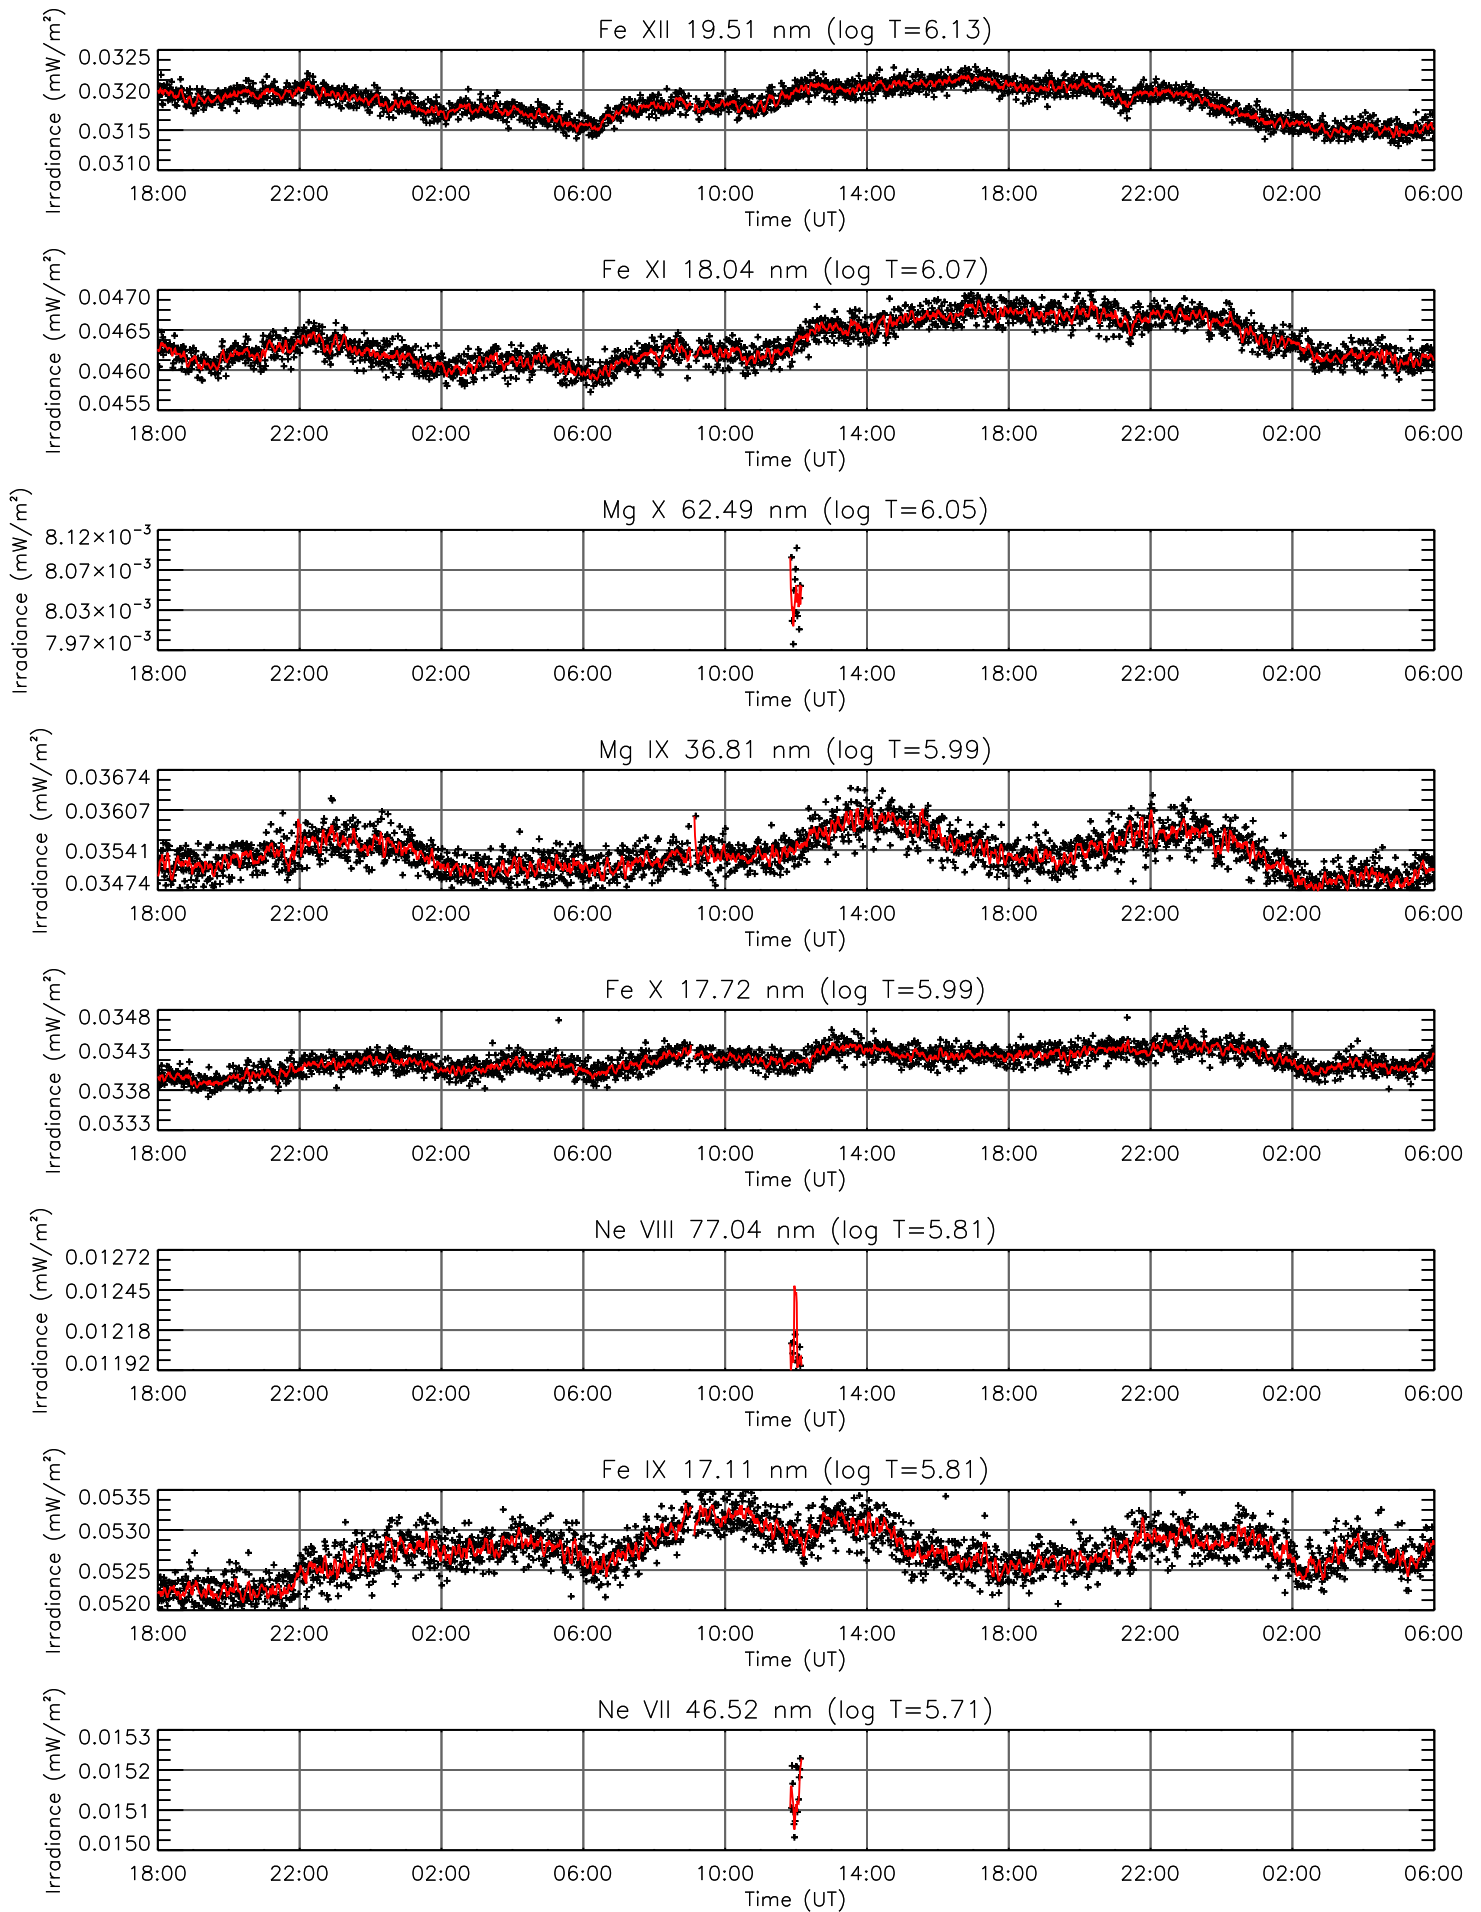 Fe XII 19.51 nm (log T=6.13)
Irradiance (mW/m²)
0.0325
0.0320
0.0315
0.0310
18:00 22:00 02:00 06:00 10:00 14:00 18:00 22:00 02:00 06:00
Time (UT)
Fe XI 18.04 nm (log T=6.07)
Irradiance (mW/m²)
0.0470
0.0465
0.0460
0.0455
18:00 22:00 02:00 06:00 10:00 14:00 18:00 22:00 02:00 06:00
Time (UT)
Mg X 62.49 nm (log T=6.05)
Irradiance (mW/m²)
8.12×10⁻³
8.07×10⁻³
8.03×10⁻³
7.97×10⁻³
18:00 22:00 02:00 06:00 10:00 14:00 18:00 22:00 02:00 06:00
Time (UT)
Mg IX 36.81 nm (log T=5.99)
Irradiance (mW/m²)
0.03674
0.03607
0.03541
0.03474
18:00 22:00 02:00 06:00 10:00 14:00 18:00 22:00 02:00 06:00
Time (UT)
Fe X 17.72 nm (log T=5.99)
Irradiance (mW/m²)
0.0348
0.0343
0.0338
0.0333
18:00 22:00 02:00 06:00 10:00 14:00 18:00 22:00 02:00 06:00
Time (UT)
Ne VIII 77.04 nm (log T=5.81)
Irradiance (mW/m²)
0.01272
0.01245
0.01218
0.01192
18:00 22:00 02:00 06:00 10:00 14:00 18:00 22:00 02:00 06:00
Time (UT)
Fe IX 17.11 nm (log T=5.81)
Irradiance (mW/m²)
0.0535
0.0530
0.0525
0.0520
18:00 22:00 02:00 06:00 10:00 14:00 18:00 22:00 02:00 06:00
Time (UT)
Ne VII 46.52 nm (log T=5.71)
Irradiance (mW/m²)
0.0153
0.0152
0.0151
0.0150
18:00 22:00 02:00 06:00 10:00 14:00 18:00 22:00 02:00 06:00
Time (UT)